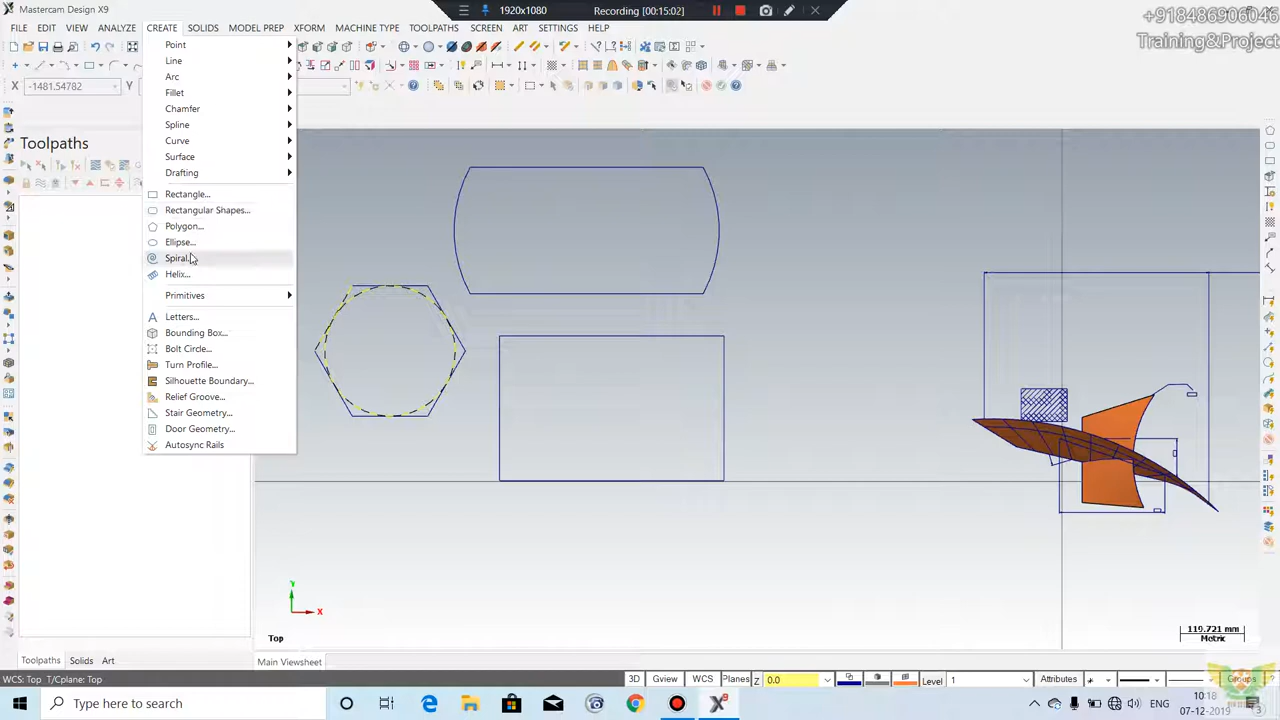 Mastercam Design X9
1920x1080
Recording [00:15:02]
+918486906046
Training&Project
FILE EDIT VIEW ANALYZE CREATE SOLIDS MODEL PREP XFORM MACHINE TYPE TOOLPATHS SCREEN ART SETTINGS HELP
X -1481.54782 Y
Toolpaths
Point
Line
Arc
Fillet
Chamfer
Spline
Curve
Surface
Drafting
Rectangle...
Rectangular Shapes...
Polygon...
Ellipse...
Spiral...
Helix...
Primitives
Letters...
Bounding Box...
Bolt Circle...
Turn Profile...
Silhouette Boundary...
Relief Groove...
Stair Geometry...
Door Geometry...
Autosync Rails
Y
X
Top
119.721 mm
Metric
Toolpaths Solids Art
Main Viewsheet
WCS: Top T/Cplane: Top
3D Gview WCS Planes Z 0.0 Level 1 Attributes Groups ?
Type here to search
ENG
10:18
07-12-2019